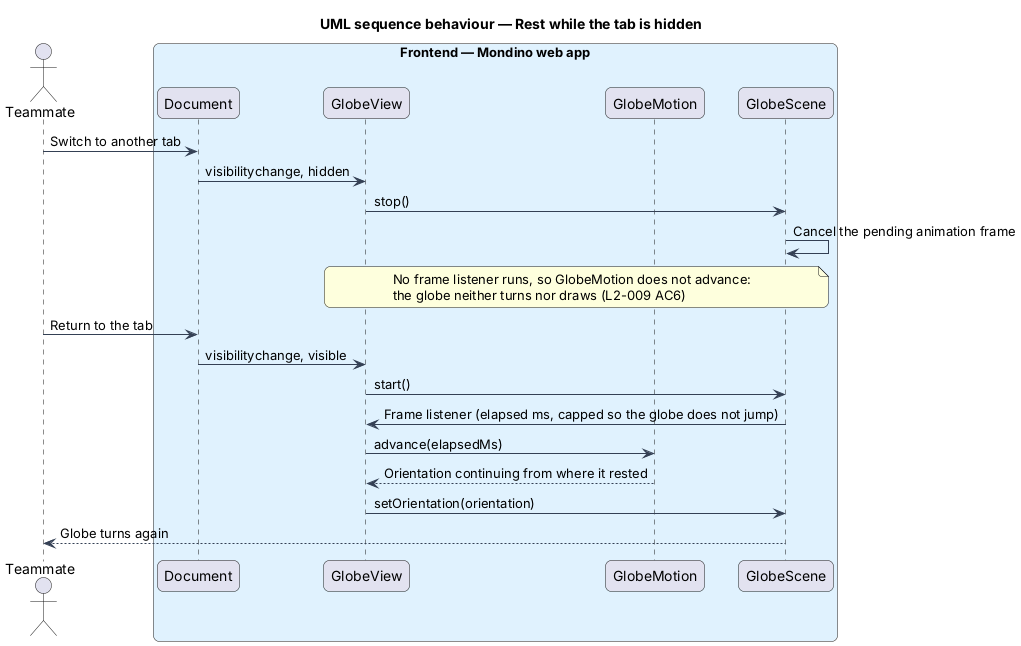 UML sequence behaviour — Rest while the tab is hidden
Frontend — Mondino web app
Teammate
Document
GlobeView
GlobeMotion
GlobeScene
Switch to another tab
visibilitychange, hidden
stop()
Cancel the pending animation frame
No frame listener runs, so GlobeMotion does not advance:
the globe neither turns nor draws (L2-009 AC6)
Return to the tab
visibilitychange, visible
start()
Frame listener (elapsed ms, capped so the globe does not jump)
advance(elapsedMs)
Orientation continuing from where it rested
setOrientation(orientation)
Globe turns again
Teammate
Document
GlobeView
GlobeMotion
GlobeScene